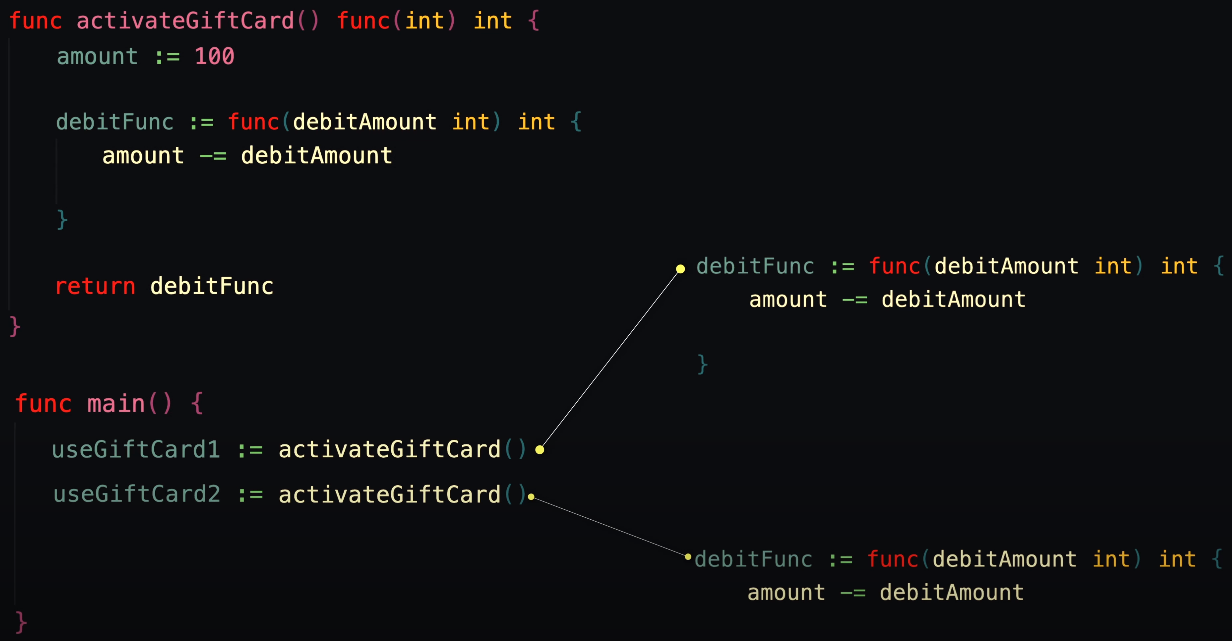 func activateGiftCard() func(int) int {
amount := 100
debitFunc := func(debitAmount int) int {
amount -= debitAmount
}
return debitFunc
}
func main() {
useGiftCard1 := activateGiftCard()
useGiftCard2 := activateGiftCard()
}
debitFunc := func(debitAmount int) int {
amount -= debitAmount
}
debitFunc := func(debitAmount int) int {
amount -= debitAmount